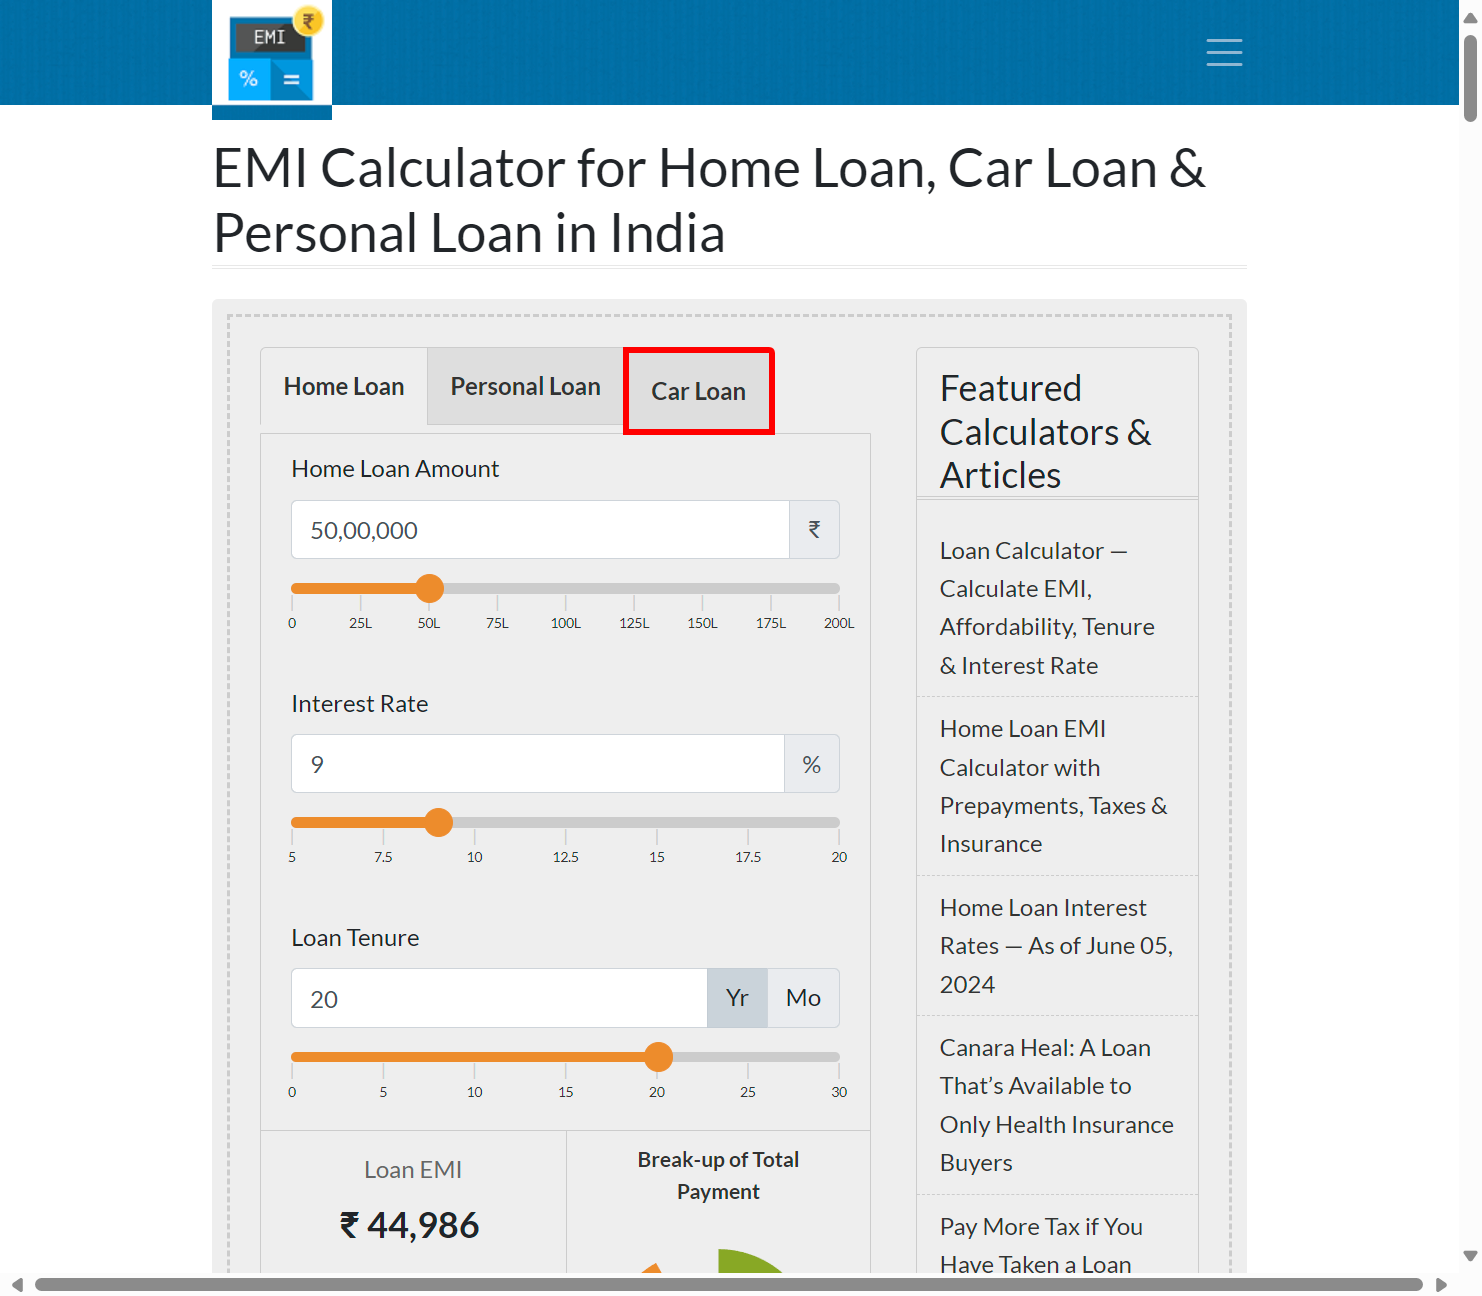 EMI
₹
%
=
EMI Calculator for Home Loan, Car Loan &
Personal Loan in India
Home Loan
Personal Loan
Car Loan
Home Loan Amount
50,00,000
₹
0 25L 50L 75L 100L 125L 150L 175L 200L
Interest Rate
9
%
5 7.5 10 12.5 15 17.5 20
Loan Tenure
20
Yr
Mo
0 5 10 15 20 25 30
Loan EMI
₹ 44,986
Break-up of Total
Payment
Featured
Calculators &
Articles
Loan Calculator —
Calculate EMI,
Affordability, Tenure
& Interest Rate
Home Loan EMI
Calculator with
Prepayments, Taxes &
Insurance
Home Loan Interest
Rates — As of June 05,
2024
Canara Heal: A Loan
That’s Available to
Only Health Insurance
Buyers
Pay More Tax if You
Have Taken a Loan